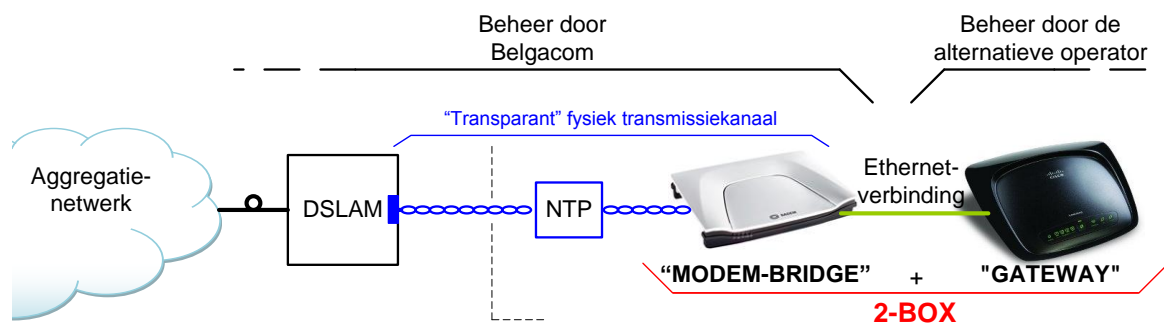 Beheer door
Belgacom
Beheer door de
alternatieve operator
“Transparant” fysiek transmissiekanaal
Aggregatie-
netwerk
DSLAM
NTP
Ethernet-
verbinding
“MODEM-BRIDGE”
+
"GATEWAY"
2-BOX